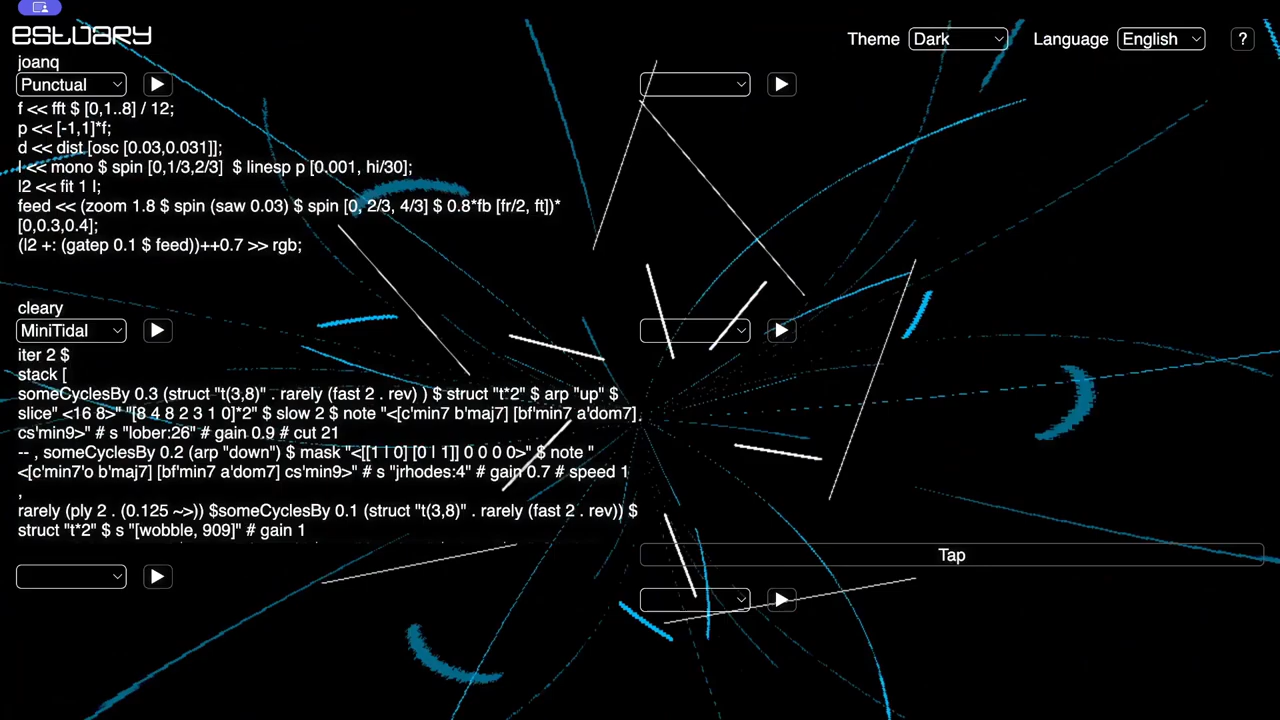 estuary
Theme Dark Language English ?
joanq
Punctual
f << fft $ [0,1..8] / 12;
p << [-1,1]*f;
d << dist [osc [0.03,0.031]];
l << mono $ spin [0,1/3,2/3]  $ linesp p [0.001, hi/30];
l2 << fit 1 l;
feed << (zoom 1.8 $ spin (saw 0.03) $ spin [0, 2/3, 4/3] $ 0.8*fb [fr/2, ft])*
[0,0.3,0.4];
(l2 +: (gatep 0.1 $ feed))++0.7 >> rgb;
cleary
MiniTidal
iter 2 $
stack [
someCyclesBy 0.3 (struct "t(3,8)" . rarely (fast 2 . rev) ) $ struct "t*2" $ arp "up" $
slice" <16 8>" "[8 4 8 2 3 1 0]*2" $ slow 2 $ note "<[c'min7 b'maj7] [bf'min7 a'dom7]
cs'min9>" # s "lober:26" # gain 0.9 # cut 21
-- , someCyclesBy 0.2 (arp "down") $ mask "<[[1 | 0] [0 | 1]] 0 0 0 0>" $ note "
<[c'min7'o b'maj7] [bf'min7 a'dom7] cs'min9>" # s "jrhodes:4" # gain 0.7 # speed 1
,
rarely (ply 2 . (0.125 ~>)) $someCyclesBy 0.1 (struct "t(3,8)" . rarely (fast 2 . rev)) $
struct "t*2" $ s "[wobble, 909]" # gain 1
Tap